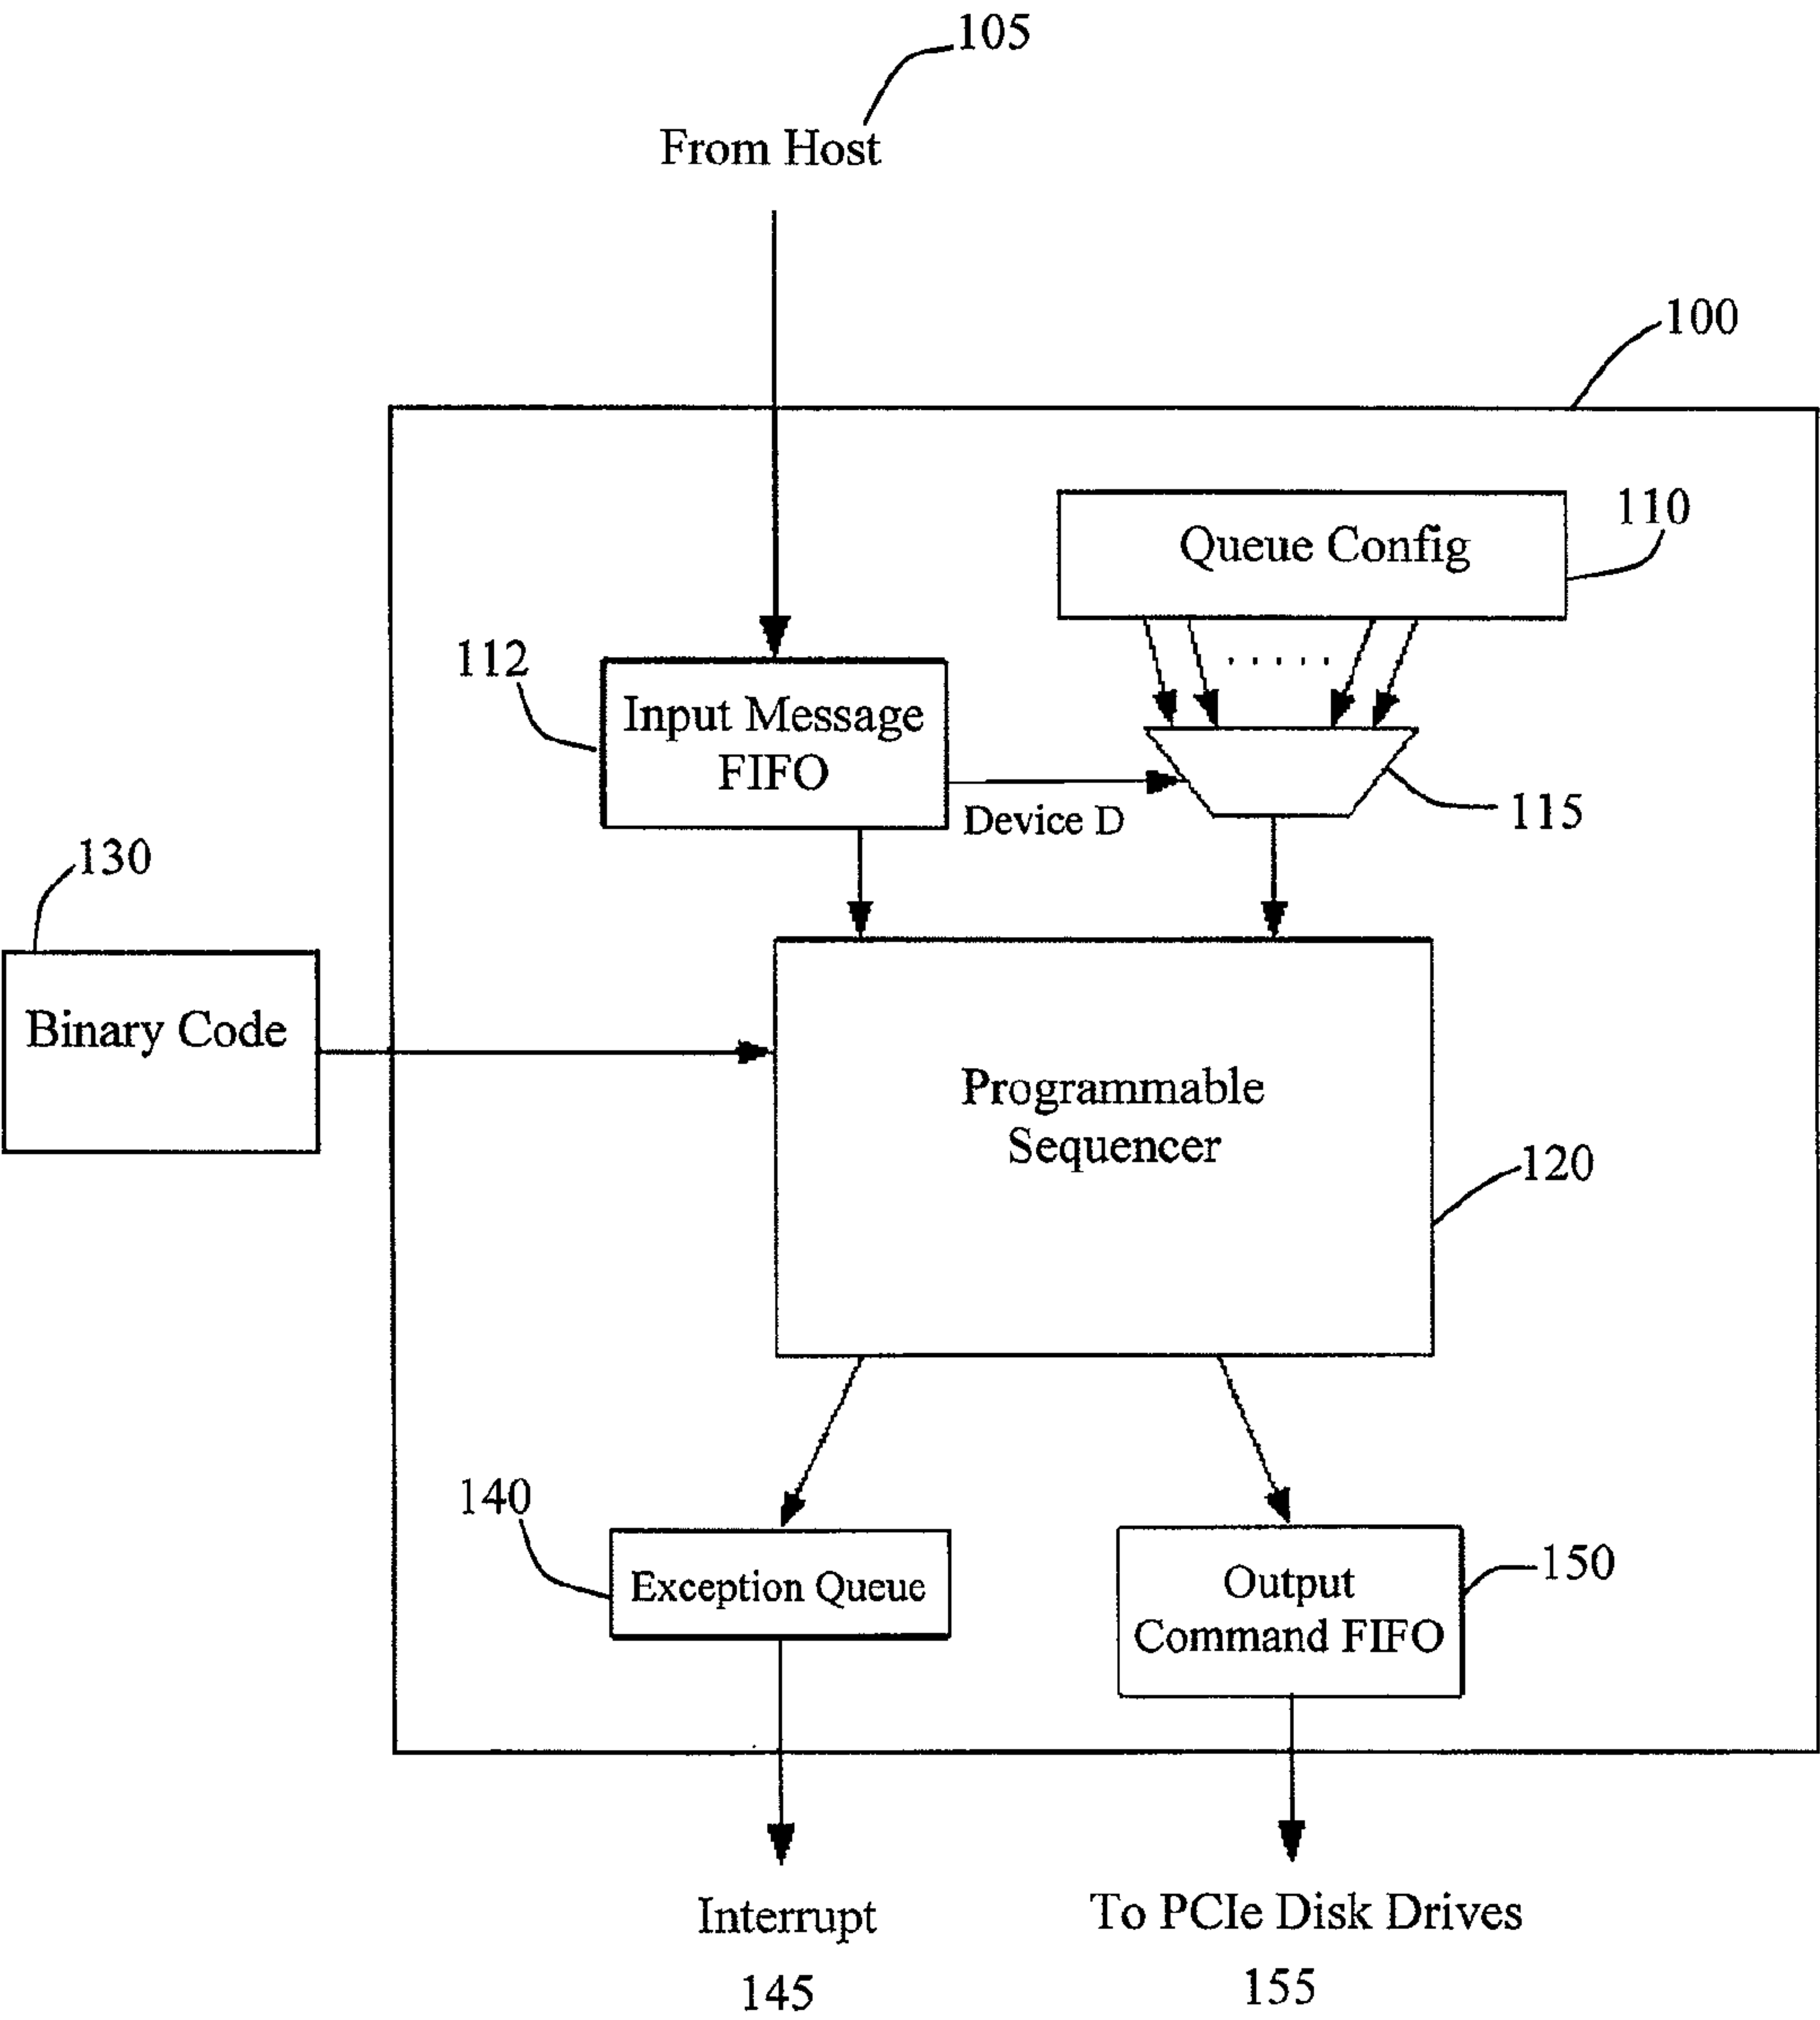 105
From Host
100
Queue Config
110
112
Input Message
FIFO
Device D
115
130
Binary Code
Programmable
Sequencer
120
140
Exception Queue
Output
Command FIFO
150
Interrupt
145
To PCIe Disk Drives
155